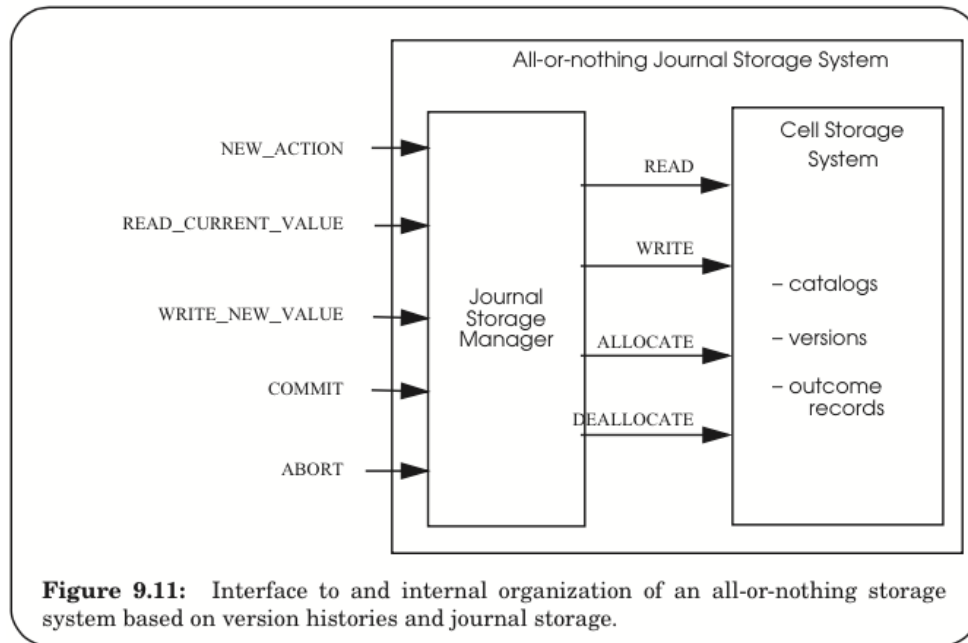 All-or-nothing Journal Storage System
NEW_ACTION
READ_CURRENT_VALUE
WRITE_NEW_VALUE
COMMIT
ABORT
Journal
Storage
Manager
READ
WRITE
ALLOCATE
DEALLOCATE
Cell Storage
System
– catalogs
– versions
– outcome
records
Figure 9.11: Interface to and internal organization of an all-or-nothing storage
system based on version histories and journal storage.